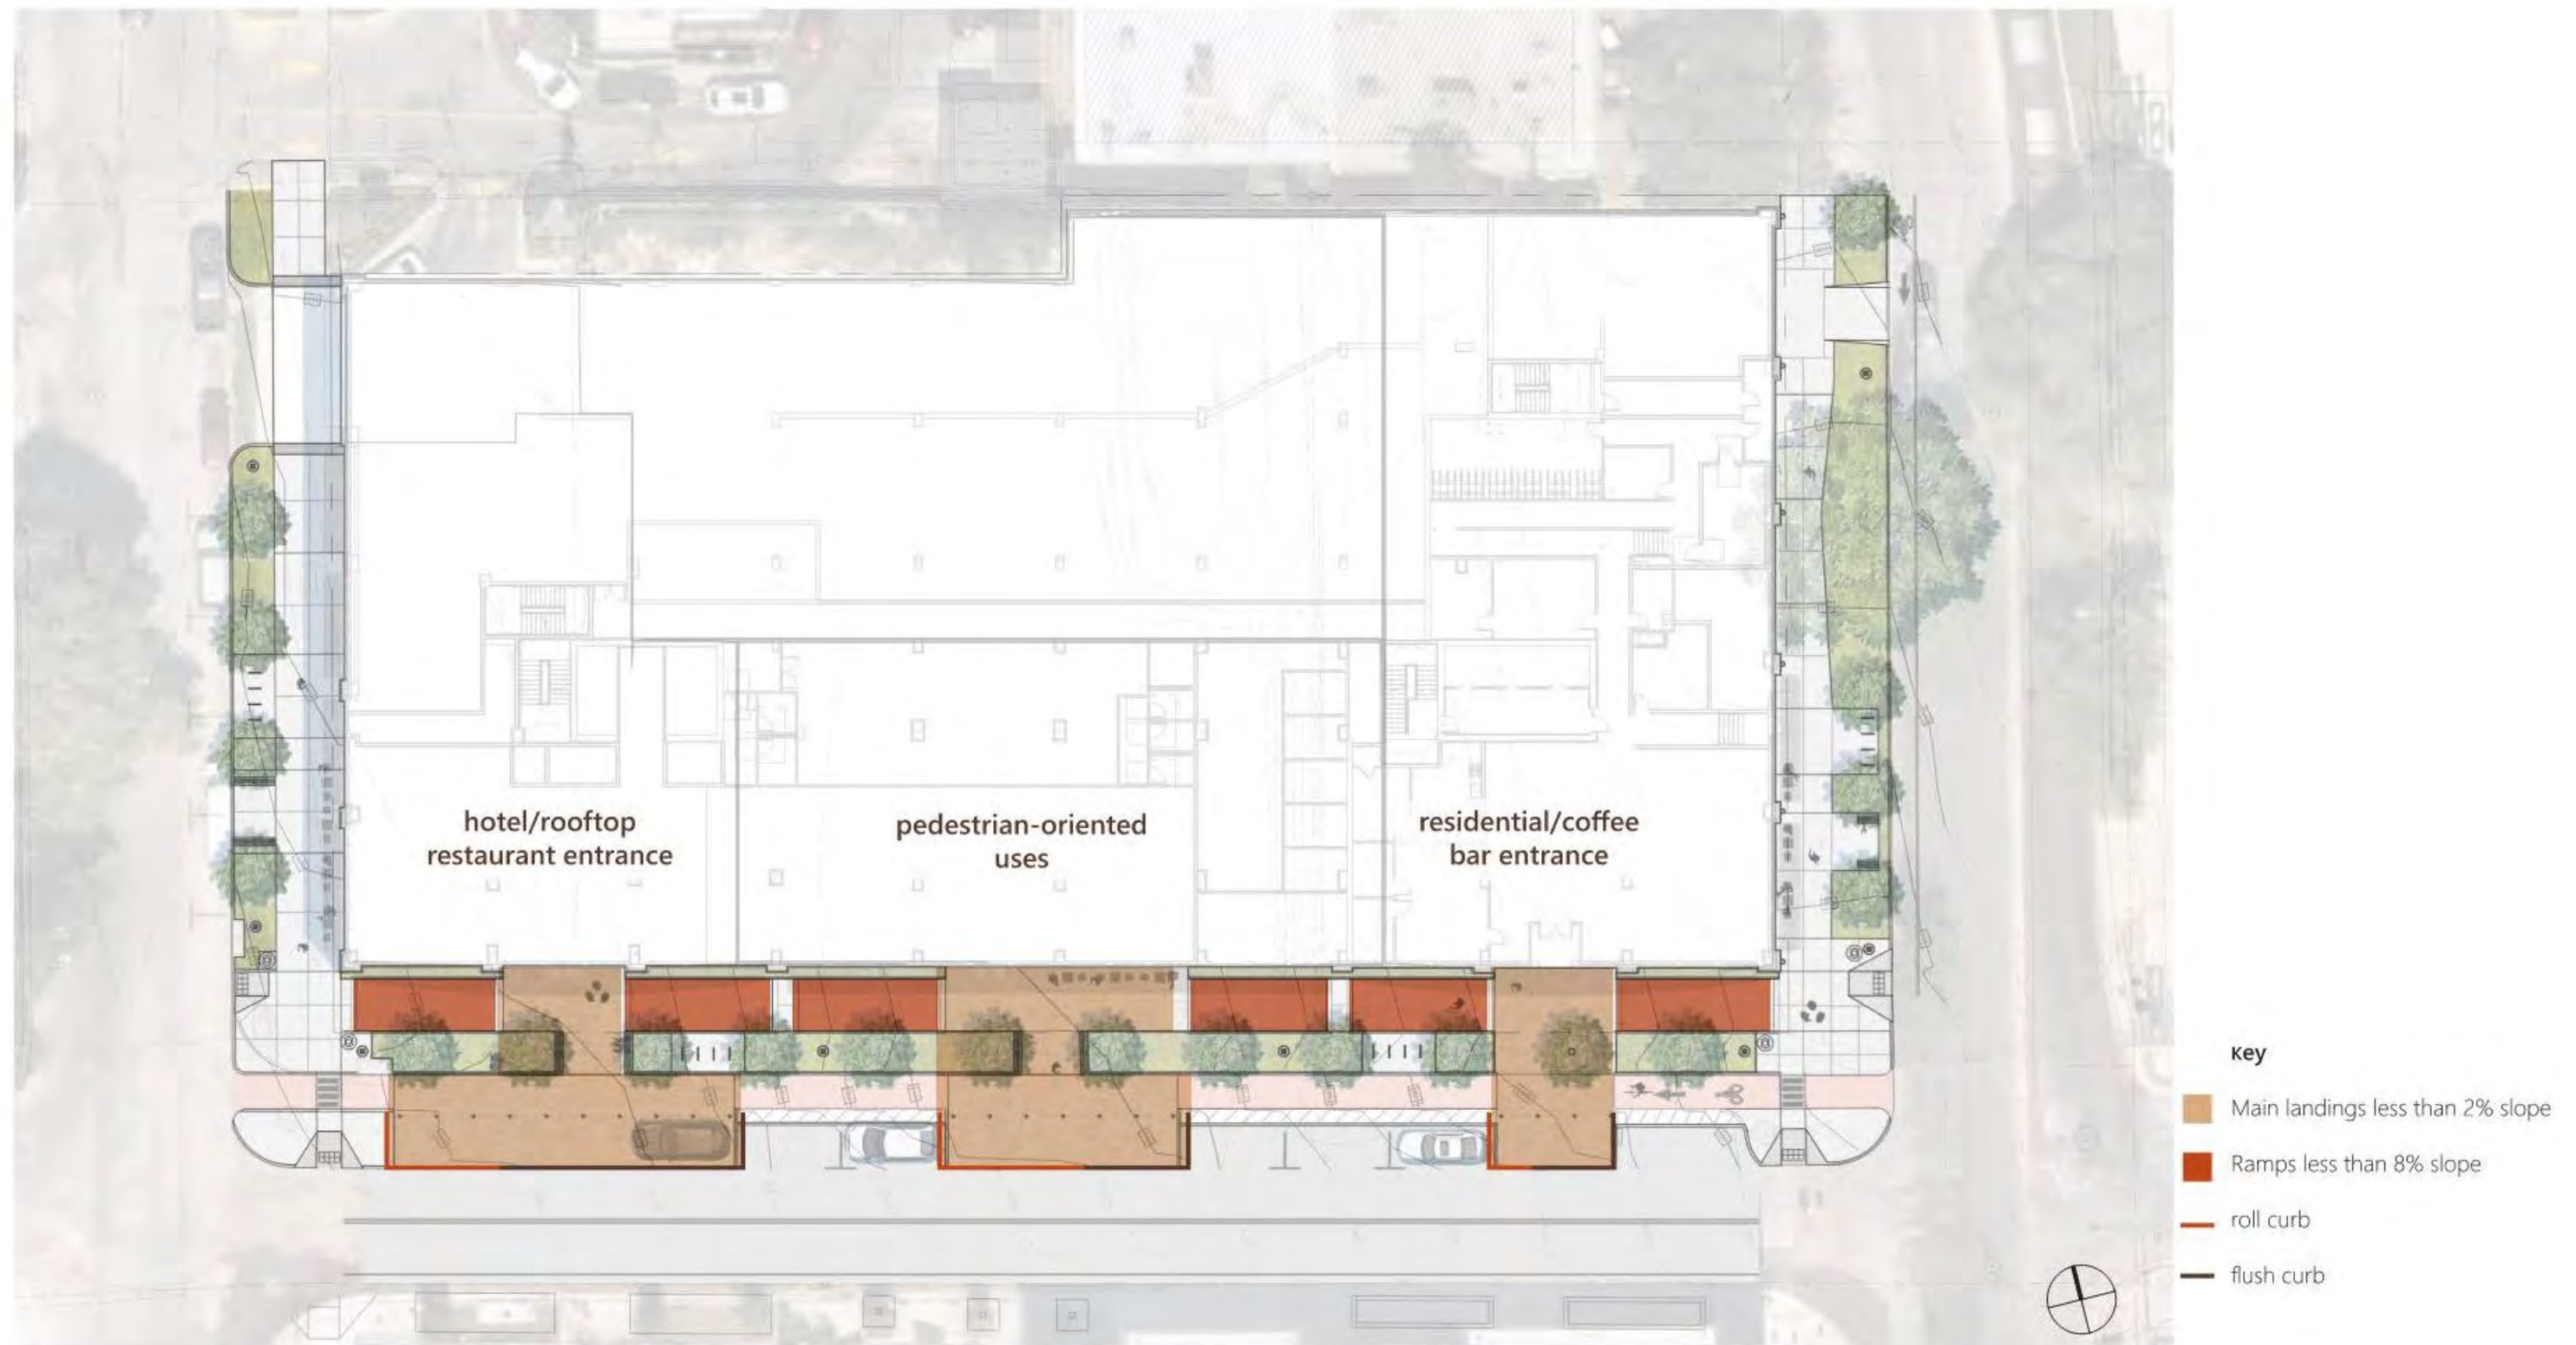 hotel/rooftop
restaurant entrance
pedestrian-oriented
uses
residential/coffee
bar entrance
Key
Main landings less than 2% slope
Ramps less than 8% slope
roll curb
flush curb